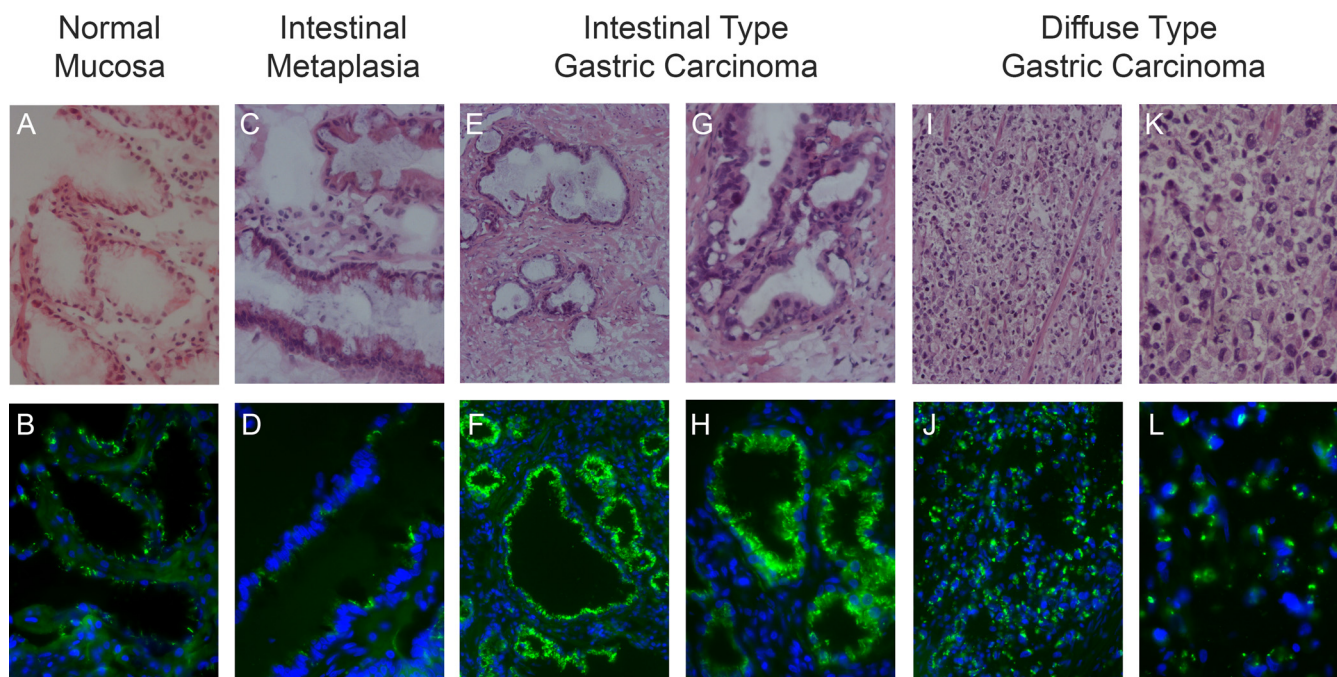 Normal
Mucosa
Intestinal
Metaplasia
Intestinal Type
Gastric Carcinoma
Diffuse Type
Gastric Carcinoma
A
C
E
G
I
K
B
D
F
H
J
L